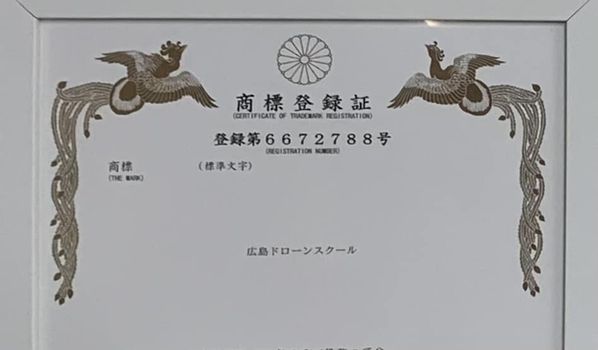 商標登録証
(CERTIFICATE OF TRADEMARK REGISTRATION)
登録第6672788号
(REGISTRATION NUMBER)
商標 (標準文字)
(THE MARK)
広島ドローンスクール